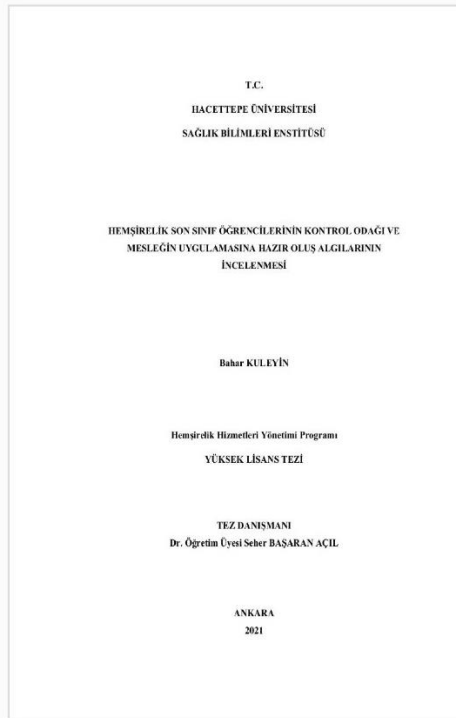 T.C.
HACETTEPE ÜNİVERSİTESİ
SAĞLIK BİLİMLERİ ENSTİTÜSÜ
HEMŞİRELİK SON SINIF ÖĞRENCİLERİNİN KONTROL ODAĞI VE
MESLEĞİN UYGULAMASINA HAZIR OLUŞ ALGILARININ
İNCELENMESİ
Bahar KULEYİN
Hemşirelik Hizmetleri Yönetimi Programı
YÜKSEK LİSANS TEZİ
TEZ DANIŞMANI
Dr. Öğretim Üyesi Seher BAŞARAN AÇIL
ANKARA
2021